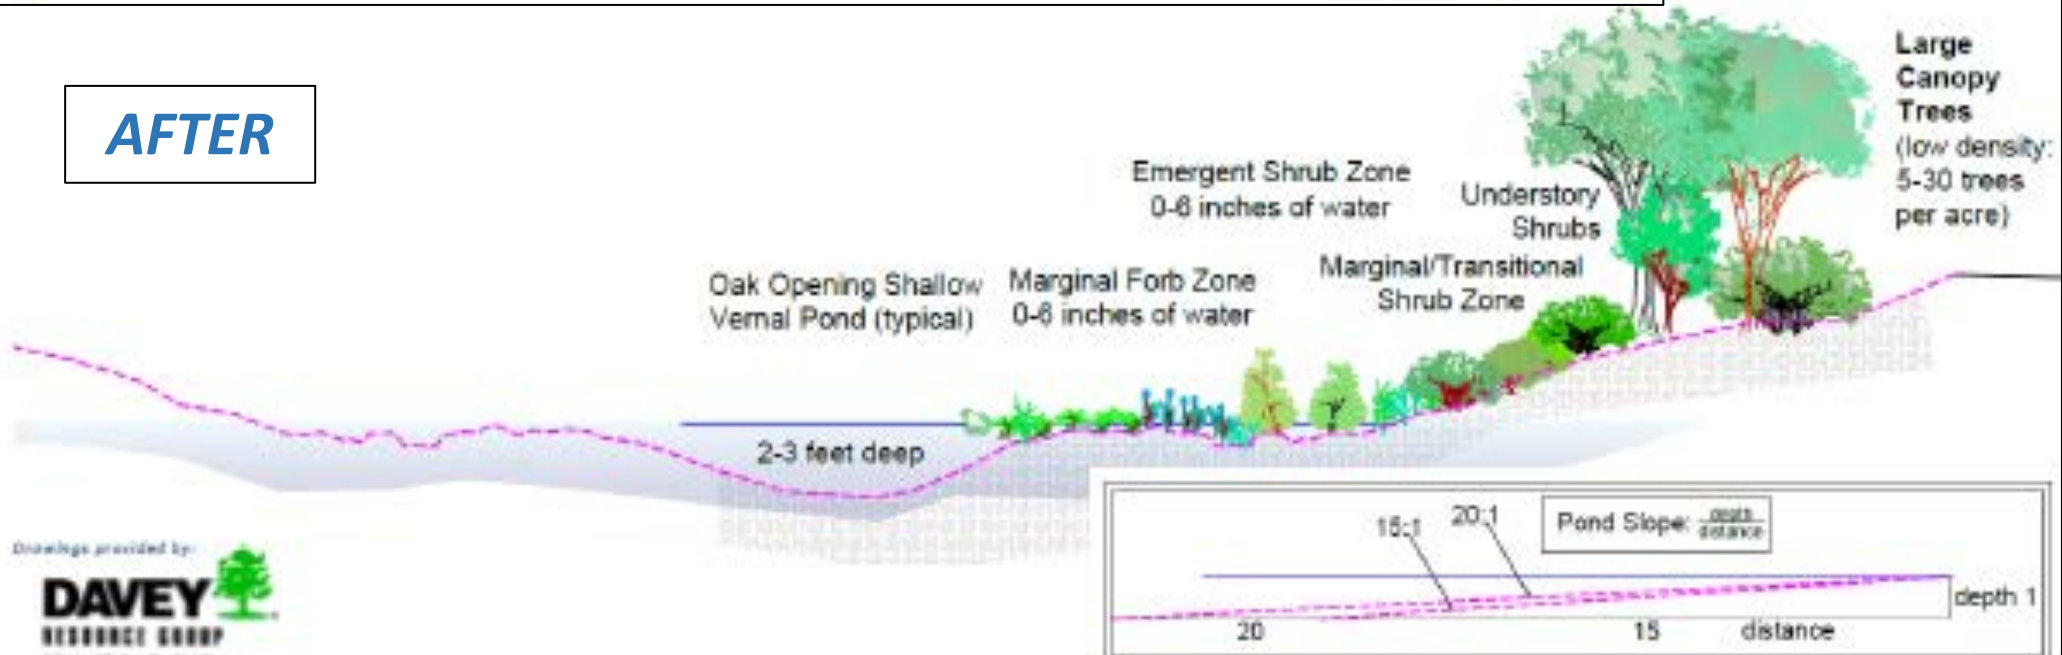 AFTER
Large
Canopy
Trees
(low density:
5-30 trees
per acre)
Emergent Shrub Zone
0-6 inches of water
Understory
Shrubs
Marginal/Transitional
Shrub Zone
Oak Opening Shallow
Vernal Pond (typical)
Marginal Forb Zone
0-6 inches of water
2-3 feet deep
15:1
20:1
Pond Slope: depth
distance
depth 1
20
15
distance
Drawings provided by:
DAVEY
RESOURCE GROUP